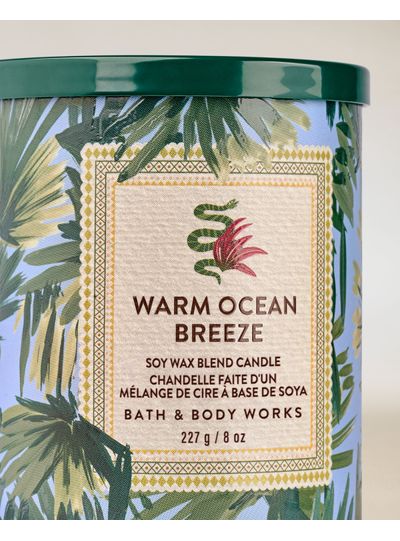 WARM OCEAN
BREEZE
SOY WAX BLEND CANDLE
CHANDELLE FAITE D'UN
MÉLANGE DE CIRE À BASE DE SOYA
BATH & BODY WORKS
227 g / 8 oz